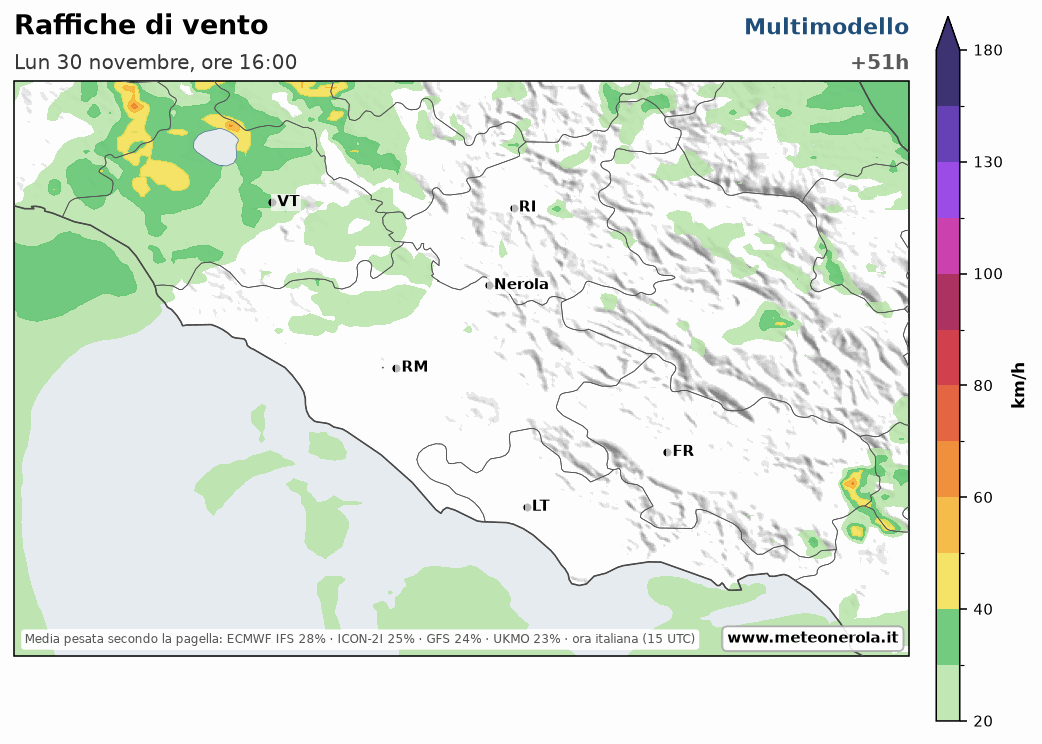 Raffiche di vento
Multimodello
Lun 30 novembre, ore 16:00
+51h
VT
RI
Nerola
RM
FR
LT
Media pesata secondo la pagella: ECMWF IFS 28% · ICON-2I 25% · GFS 24% · UKMO 23% · ora italiana (15 UTC)
www.meteonerola.it
180
130
100
80
60
40
20
km/h